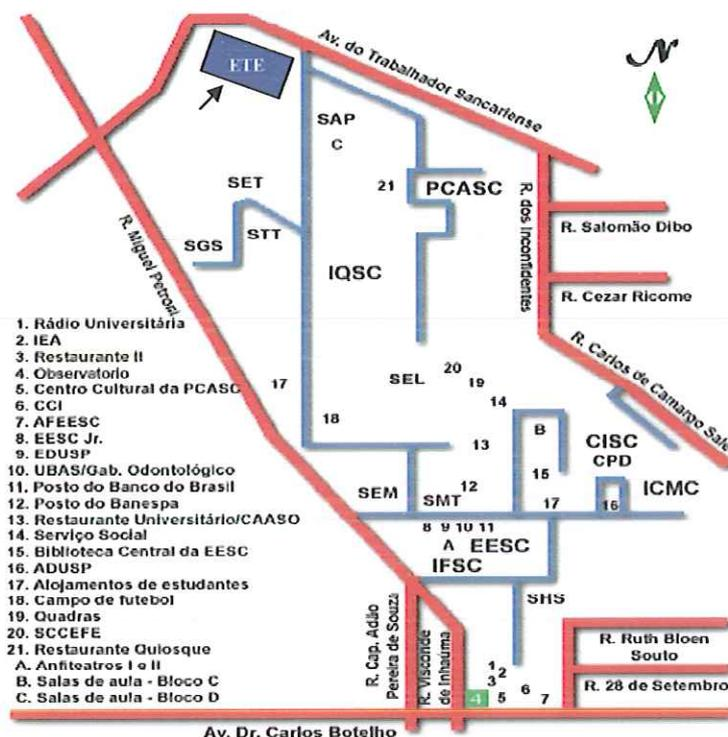 ETE
N
Av. do Trabalhador Sancarlense
SAP
C
21
PCASC
SET
STT
SGS
IQSC
R. dos Inconfidentes
R. Salomão Dibo
R. Cezar Ricome
R. Miguel Petroni
R. Carlos de Camargo Salé
1. Rádio Universitária
2. IEA
3. Restaurante II
4. Observatorio
5. Centro Cultural da PCASC
6. CCI
7. AFEESC
8. EESC Jr.
9. EDUSP
10. UBAS/Gab. Odontológico
11. Posto do Banco do Brasil
12. Posto do Banespa
13. Restaurante Universitário/CAASO
14. Serviço Social
15. Biblioteca Central da EESC
16. ADUSP
17. Alojamentos de estudantes
18. Campo de futebol
19. Quadras
20. SCCEFE
21. Restaurante Quiosque
A. Anfiteatros I e II
B. Salas de aula - Bloco C
C. Salas de aula - Bloco D
17
18
SEL
20
19
14
13
B
15
CISC
CPD
ICMC
SEM
SMT
12
17
16
8 9 10 11
A EESC
IFSC
SHS
R. Cap. Adão
Pereira de Souza
R. Visconde
de Inhaúma
1
2
3
4
5
6
7
R. Ruth Bloen
Souto
R. 28 de Setembro
Av. Dr. Carlos Botelho